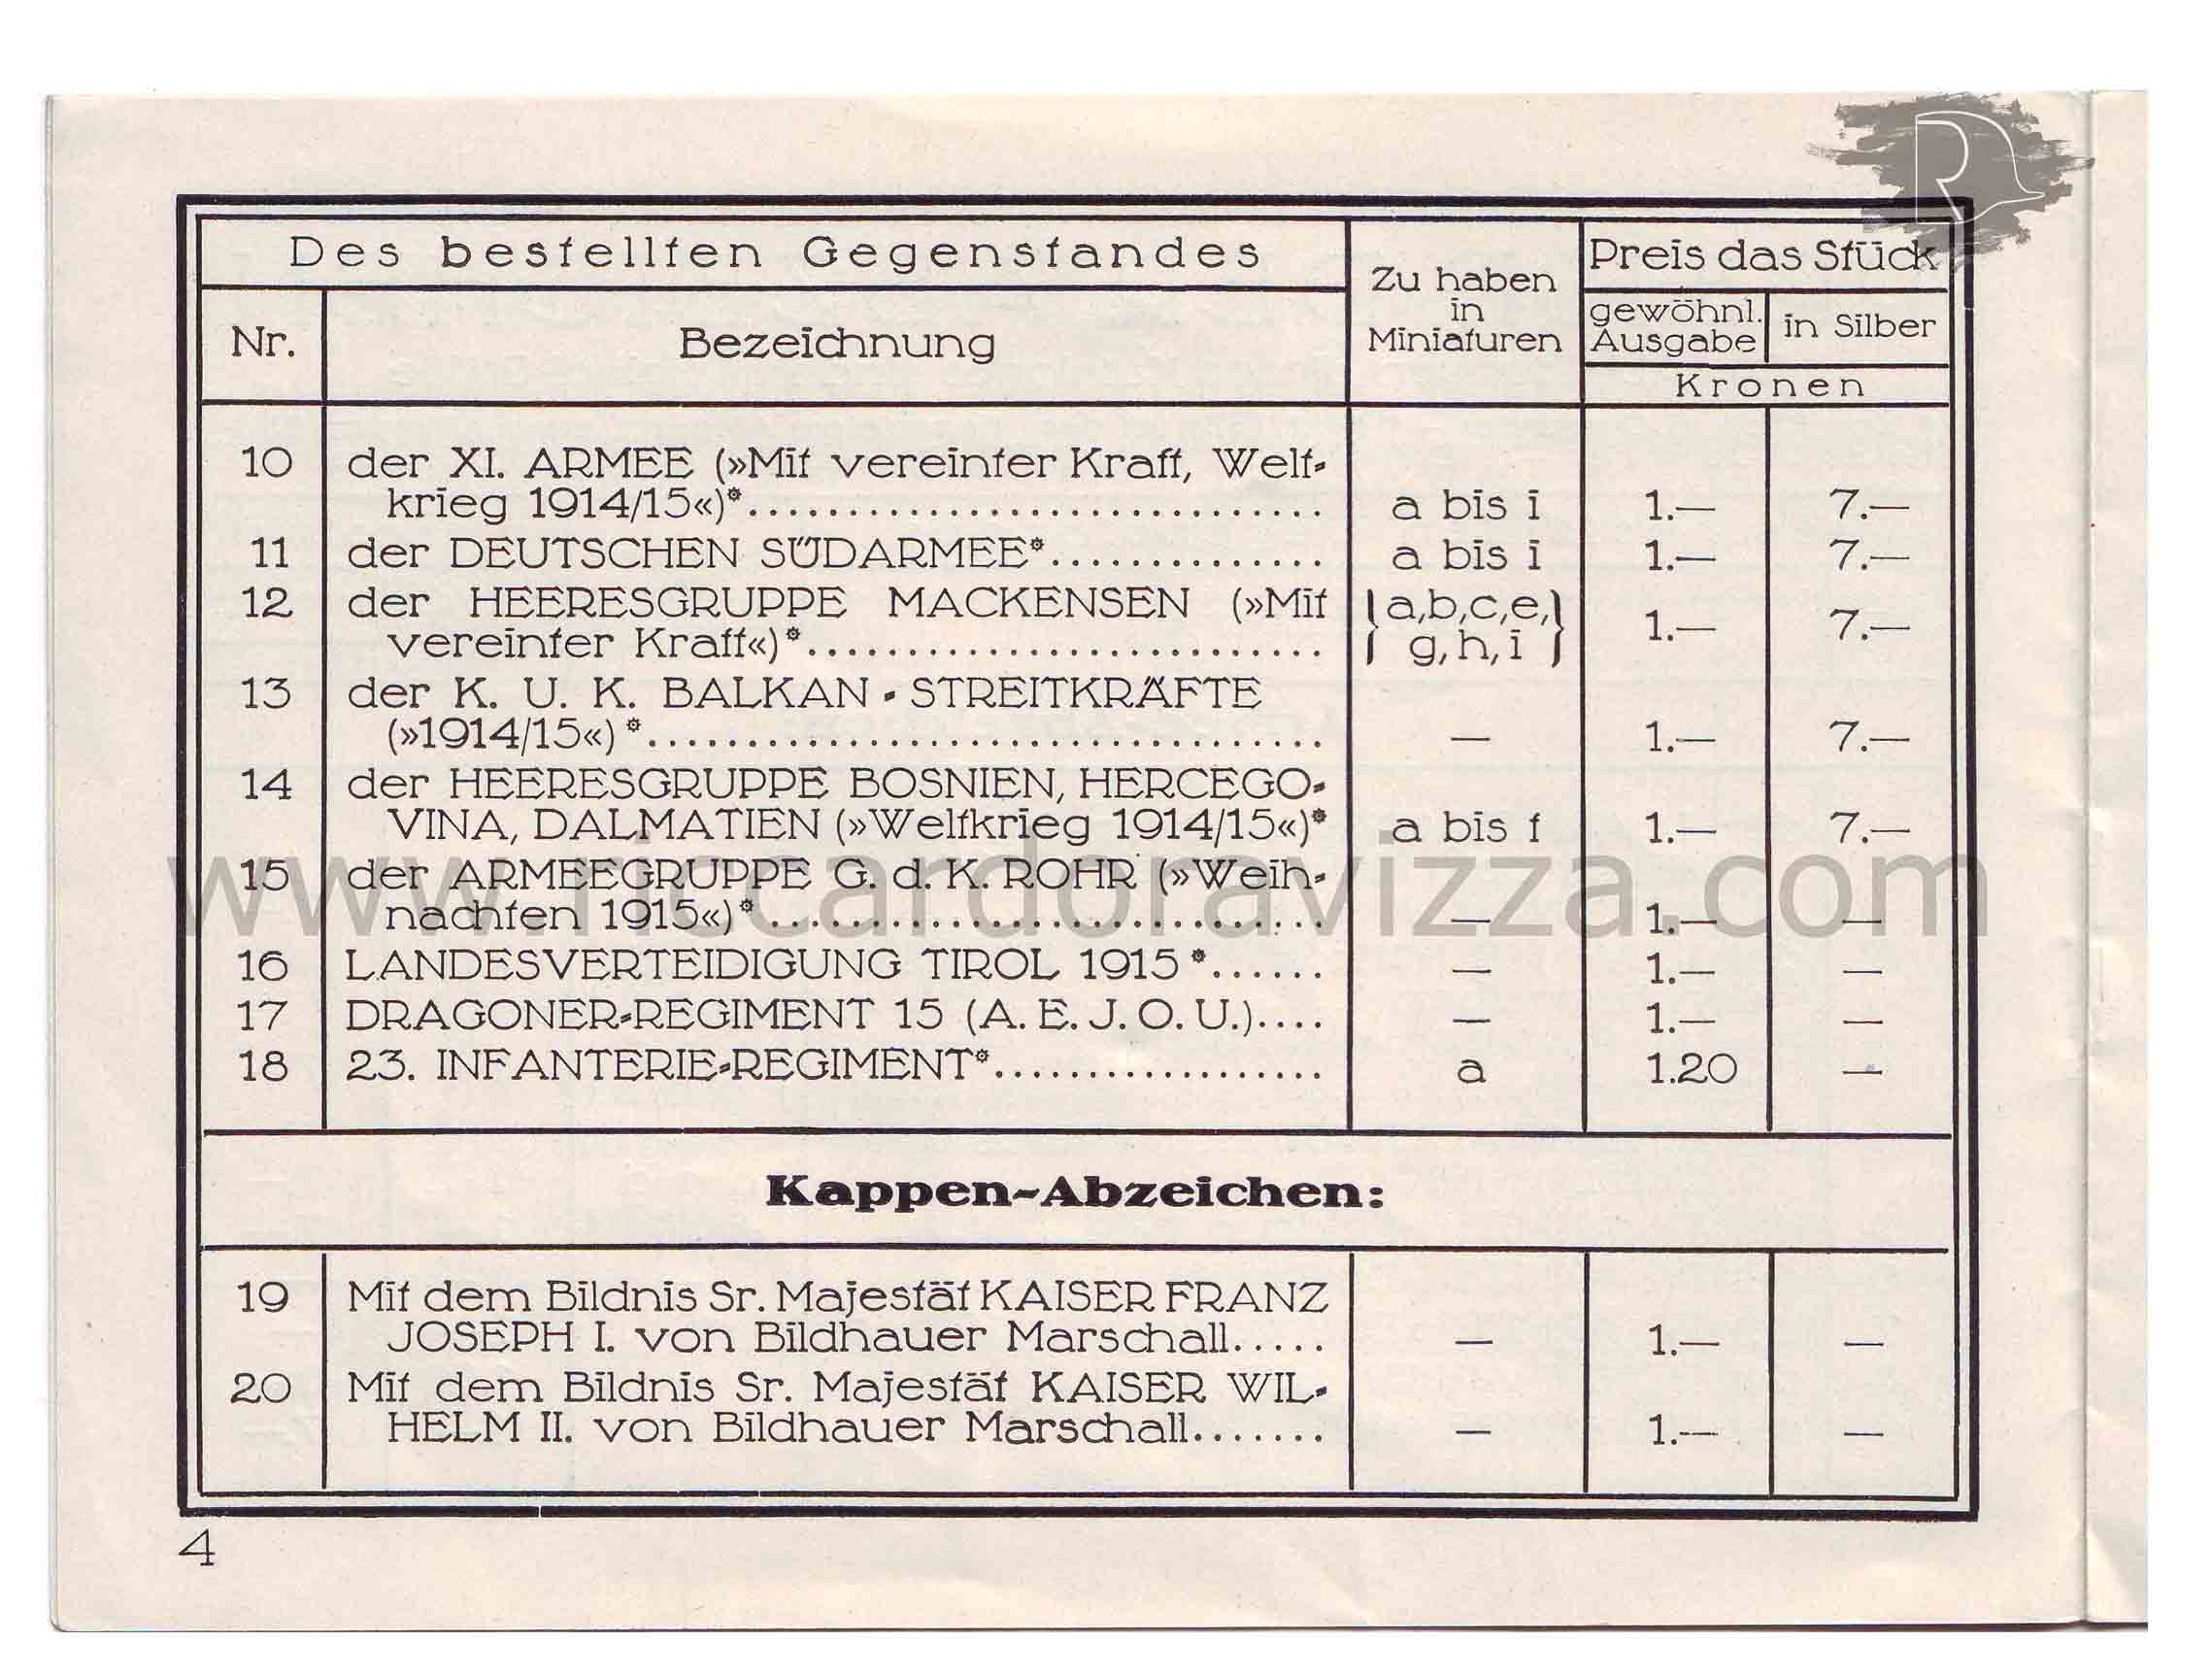 Des bestellten Gegenstandes
Zu haben
in
Miniaturen
Preis das Stück
Nr.
Bezeichnung
gewöhnl.
Ausgabe
in Silber
Kronen
10 der XI. ARMEE (»Mit vereinter Kraft, Welt-
krieg 1914/15«)*.............................. a bis i 1.— 7.—
11 der DEUTSCHEN SÜDARMEE*.............. a bis i 1.— 7.—
12 der HEERESGRUPPE MACKENSEN (»Mit { a,b,c,e, }
vereinter Kraft«)*........................... { g,h,i } 1.— 7.—
13 der K. U. K. BALKAN-STREITKRÄFTE
(»1914/15«)*................................... — 1.— 7.—
14 der HEERESGRUPPE BOSNIEN, HERCEGO-
VINA, DALMATIEN (»Weltkrieg 1914/15«)* a bis f 1.— 7.—
15 der ARMEEGRUPPE G. d. K. ROHR (»Weih-
nachten 1915«)*............................. — 1.— —
16 LANDESVERTEIDIGUNG TIROL 1915*...... — 1.— —
17 DRAGONER-REGIMENT 15 (A. E. J. O. U.).... — 1.— —
18 23. INFANTERIE-REGIMENT*................. a 1.20 —
Kappen-Abzeichen:
19 Mit dem Bildnis Sr. Majestät KAISER FRANZ
JOSEPH I. von Bildhauer Marschall..... — 1.— —
20 Mit dem Bildnis Sr. Majestät KAISER WIL-
HELM II. von Bildhauer Marschall....... — 1.— —
4
www.riccardoravizza.com
R